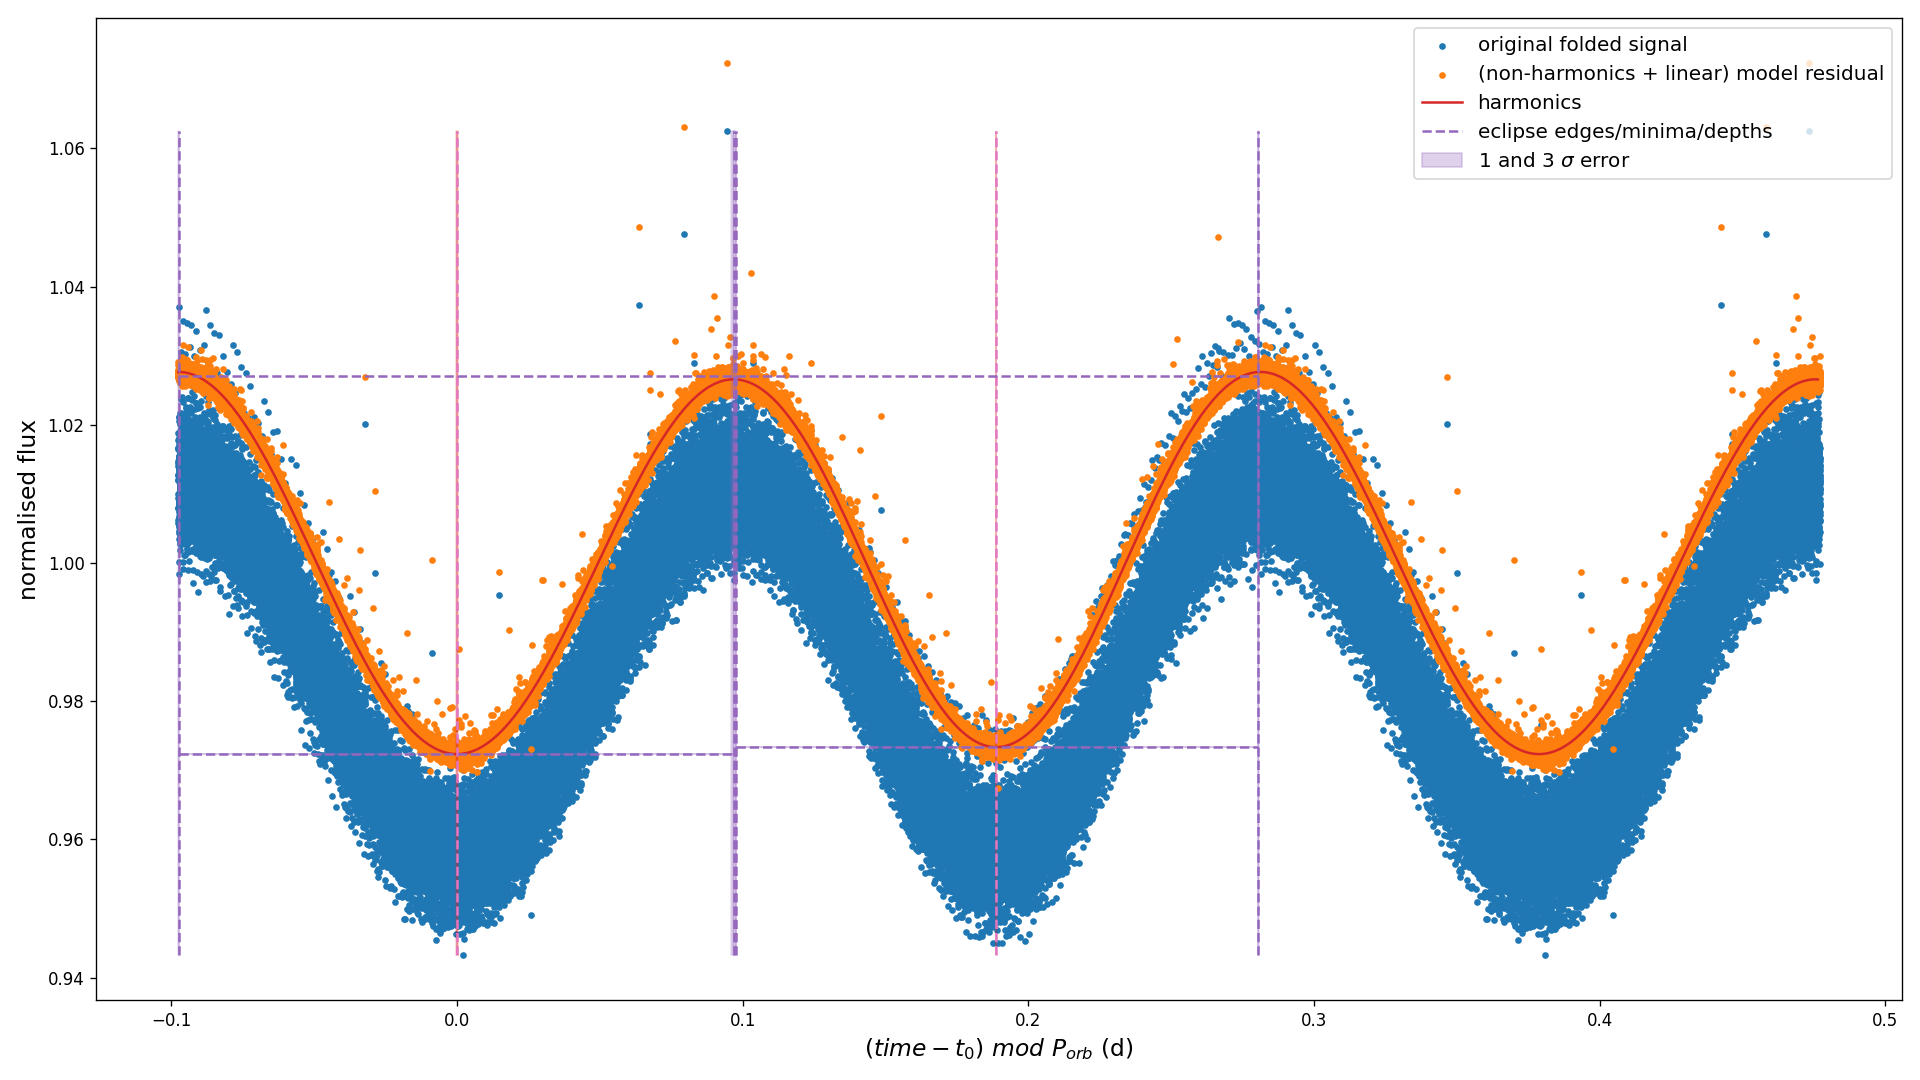 original folded signal
(non-harmonics + linear) model residual
harmonics
eclipse edges/minima/depths
1 and 3 σ error
normalised flux
1.06
1.04
1.02
1.00
0.98
0.96
0.94
−0.1
0.0
0.1
0.2
0.3
0.4
0.5
(time − t₀) mod Pₒᵣb (d)